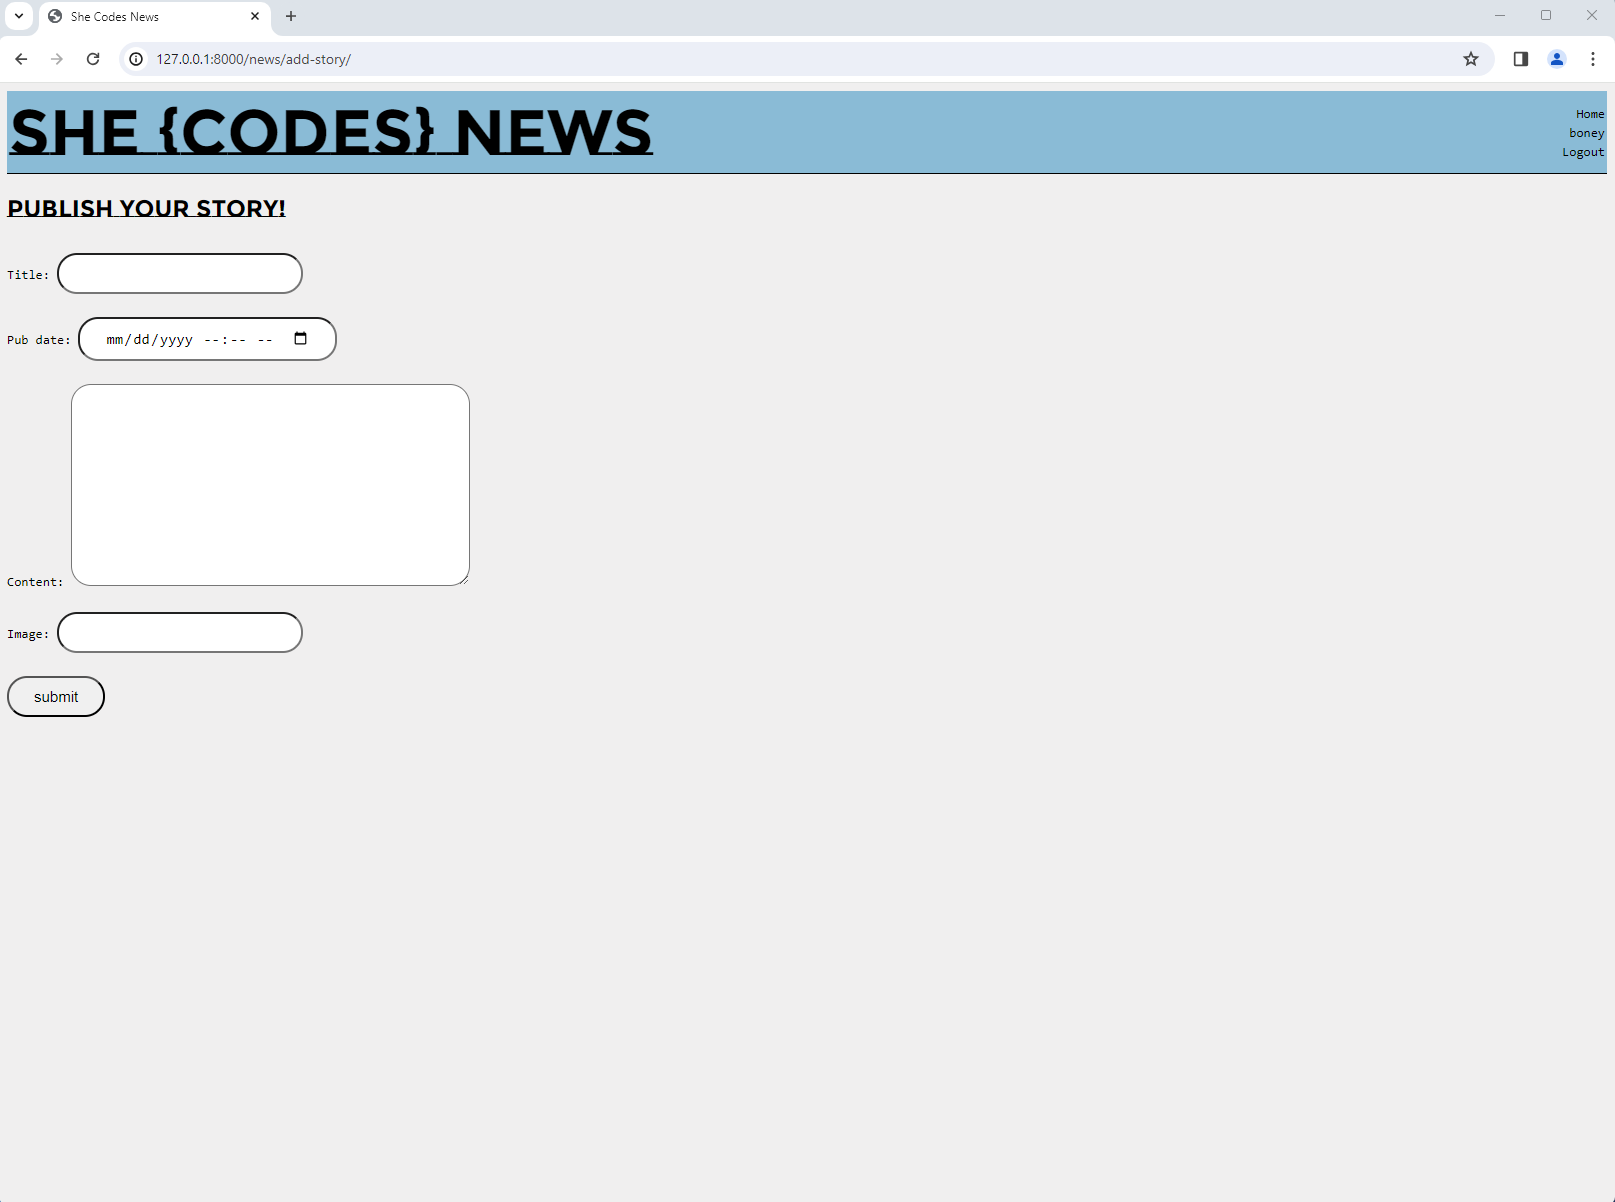 She Codes News
127.0.0.1:8000/news/add-story/
SHE {CODES} NEWS
Home
boney
Logout
PUBLISH YOUR STORY!
Title:
Pub date: mm/dd/yyyy --:-- --
Content:
Image:
submit